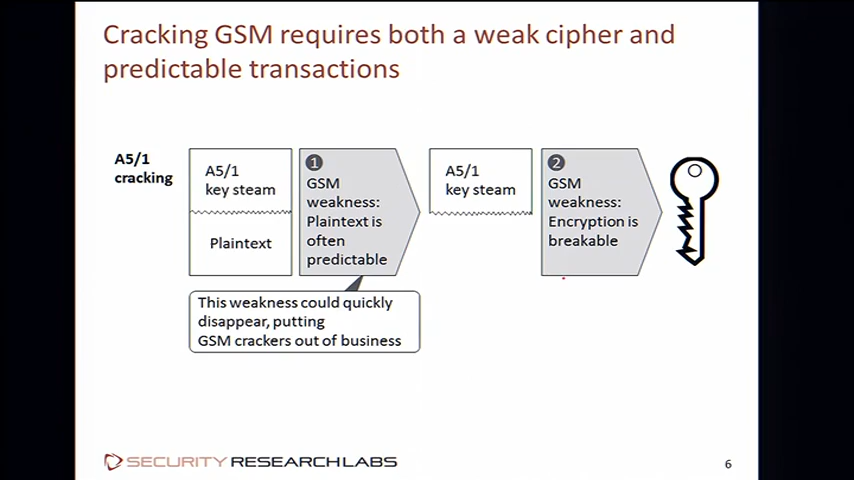 Cracking GSM requires both a weak cipher and
predictable transactions
A5/1
cracking
A5/1
key steam
Plaintext
1
GSM
weakness:
Plaintext is
often
predictable
A5/1
key steam
2
GSM
weakness:
Encryption is
breakable
This weakness could quickly
disappear, putting
GSM crackers out of business
SECURITY RESEARCH LABS
6